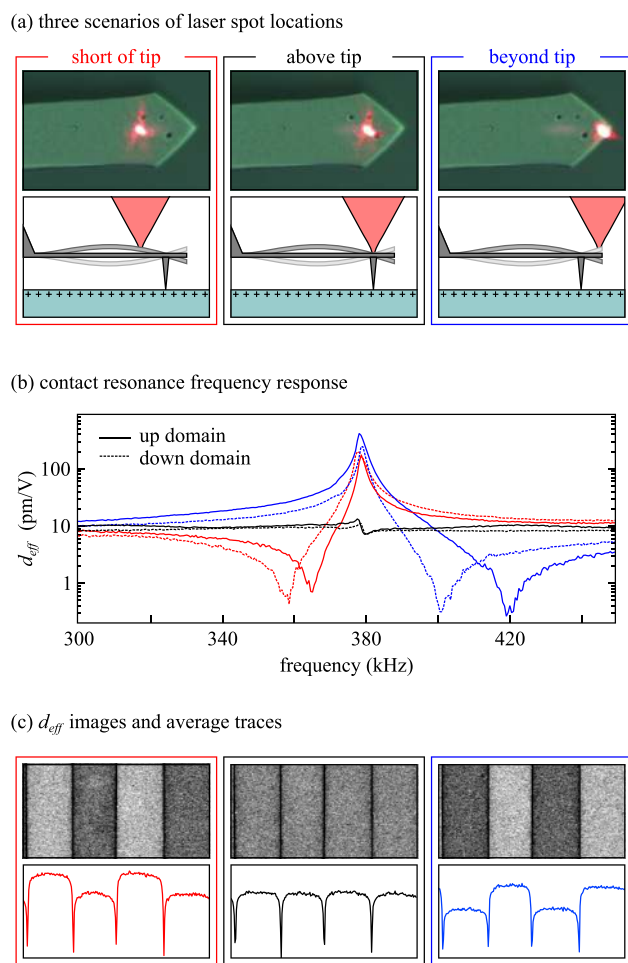 (a) three scenarios of laser spot locations
short of tip
above tip
beyond tip
+ + + + + + + + + + + + + + +
+ + + + + + + + + + + + + + +
+ + + + + + + + + + + + + + +
(b) contact resonance frequency response
up domain
down domain
d_eff (pm/V)
100
10
1
300
340
380
420
frequency (kHz)
(c) d_eff images and average traces